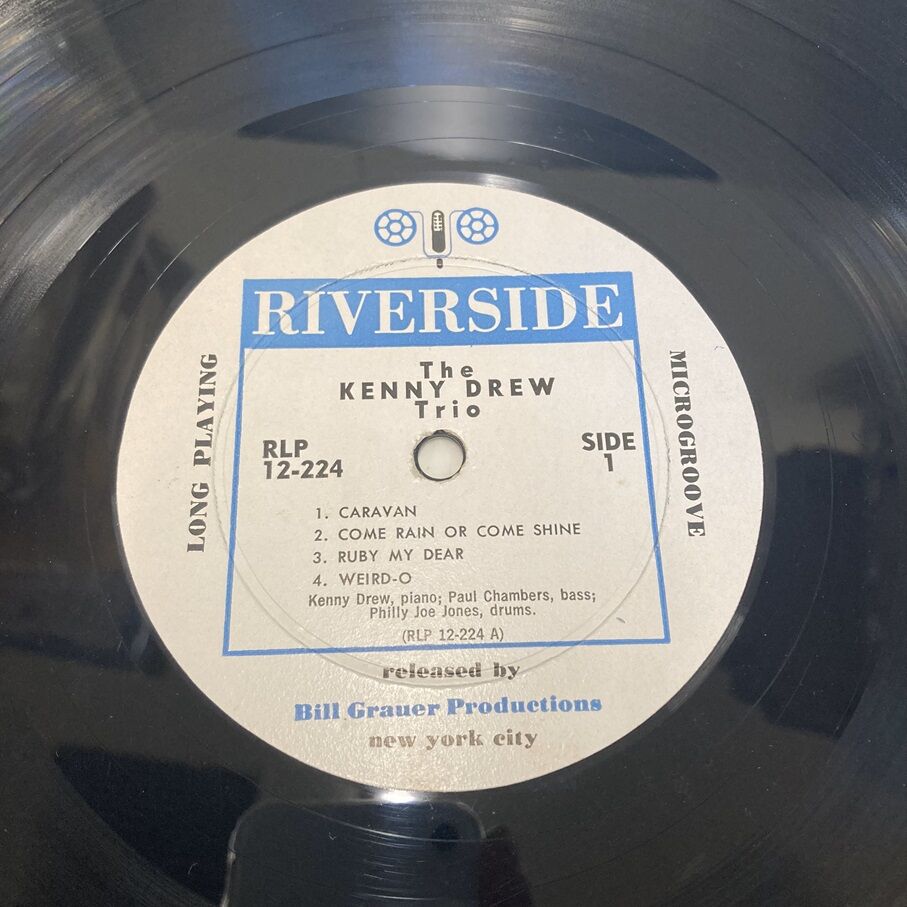 RIVERSIDE
The
KENNY DREW
Trio
LONG PLAYING
MICROGROOVE
RLP
12-224
SIDE
1
1. CARAVAN
2. COME RAIN OR COME SHINE
3. RUBY MY DEAR
4. WEIRD-O
Kenny Drew, piano; Paul Chambers, bass;
Philly Joe Jones, drums.
(RLP 12-224 A)
released by
Bill Grauer Productions
new york city